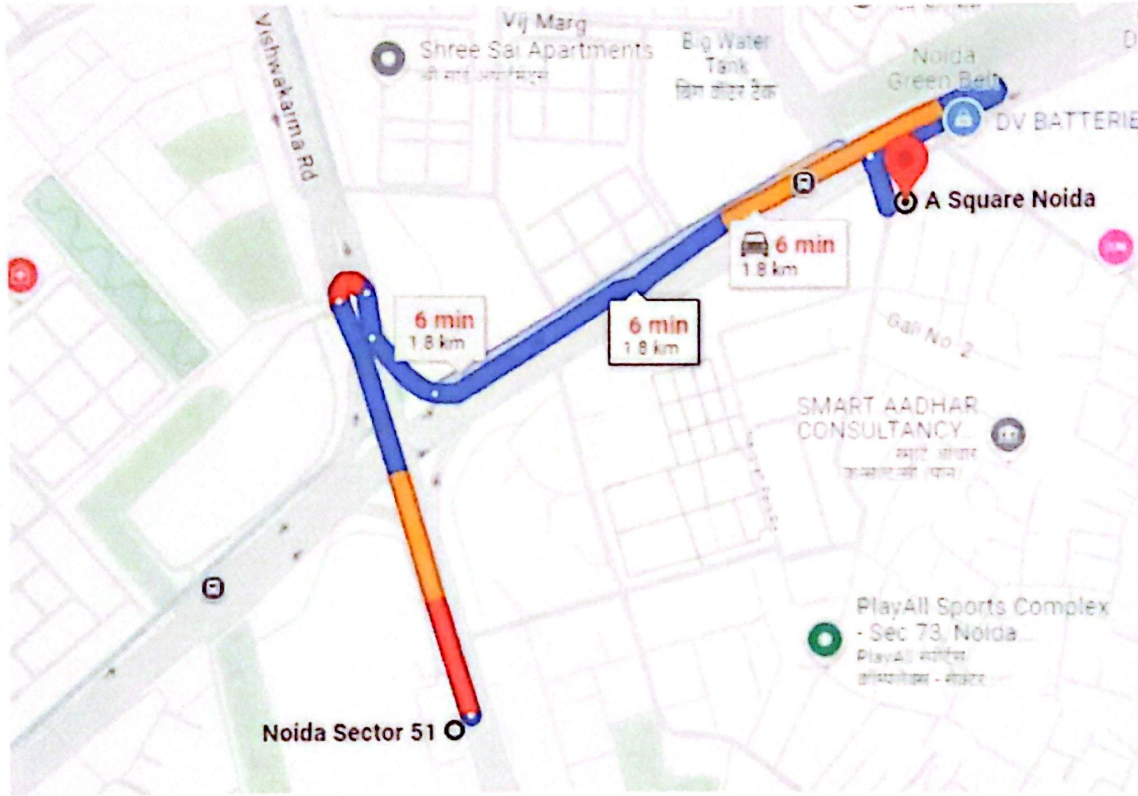 Vij Marg
Vishwakarma Rd
Shree Sai Apartments
Big Water
Tank
बिग वॉटर टैंक
Noida
Green Belt
DV BATTERIE
A Square Noida
6 min
1.8 km
6 min
1.8 km
6 min
1.8 km
Gali No. 2
SMART AADHAR
CONSULTANCY...
PlayAll Sports Complex
- Sec 73, Noida...
Noida Sector 51